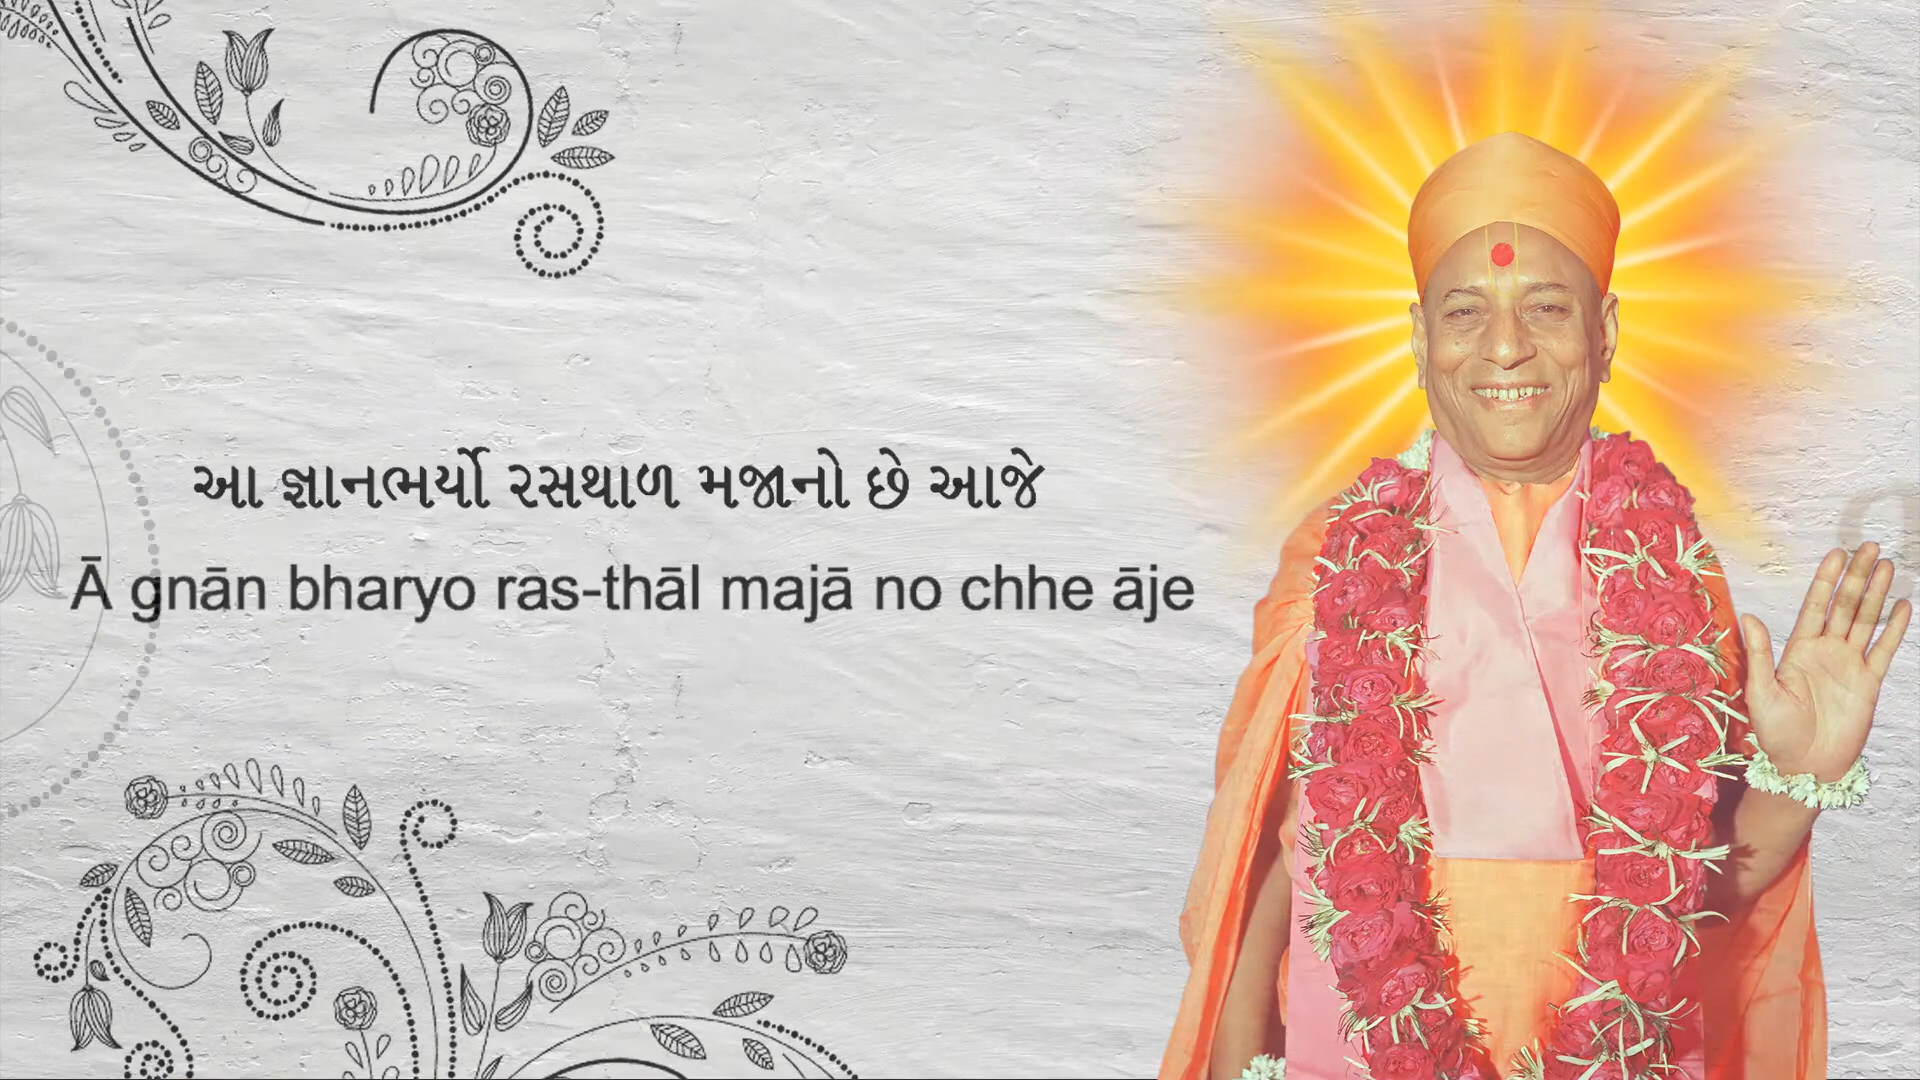 આ જ્ઞાનભર્યો રસથાળ મજાનો છે આજે
Ā gnān bharyo ras-thāl majā no chhe āje